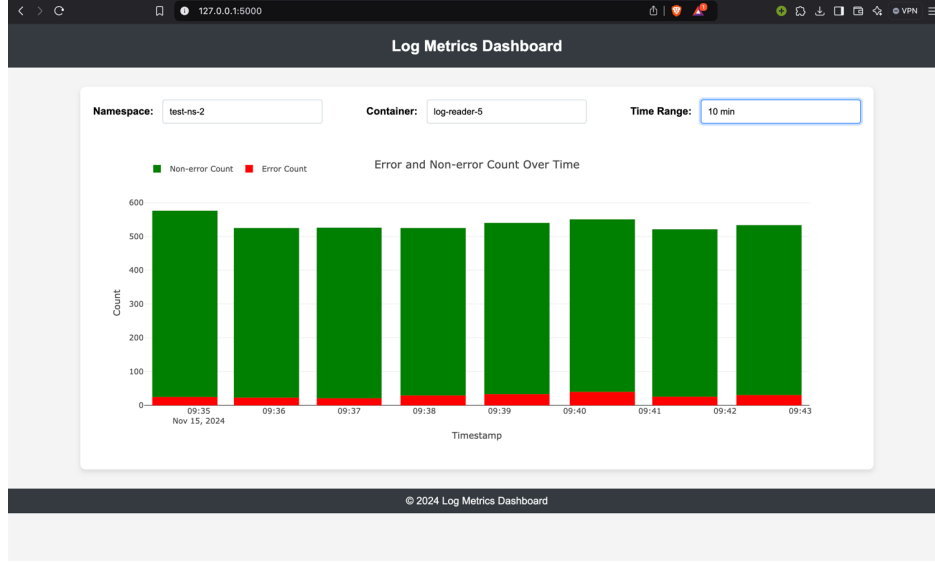 127.0.0.1:5000
1
VPN
Log Metrics Dashboard
Namespace: test-ns-2 Container: log-reader-5 Time Range: 10 min
Error and Non-error Count Over Time
Non-error Count Error Count
600
500
400
300
200
100
0
Count
09:35 09:36 09:37 09:38 09:39 09:40 09:41 09:42 09:43
Nov 15, 2024
Timestamp
© 2024 Log Metrics Dashboard